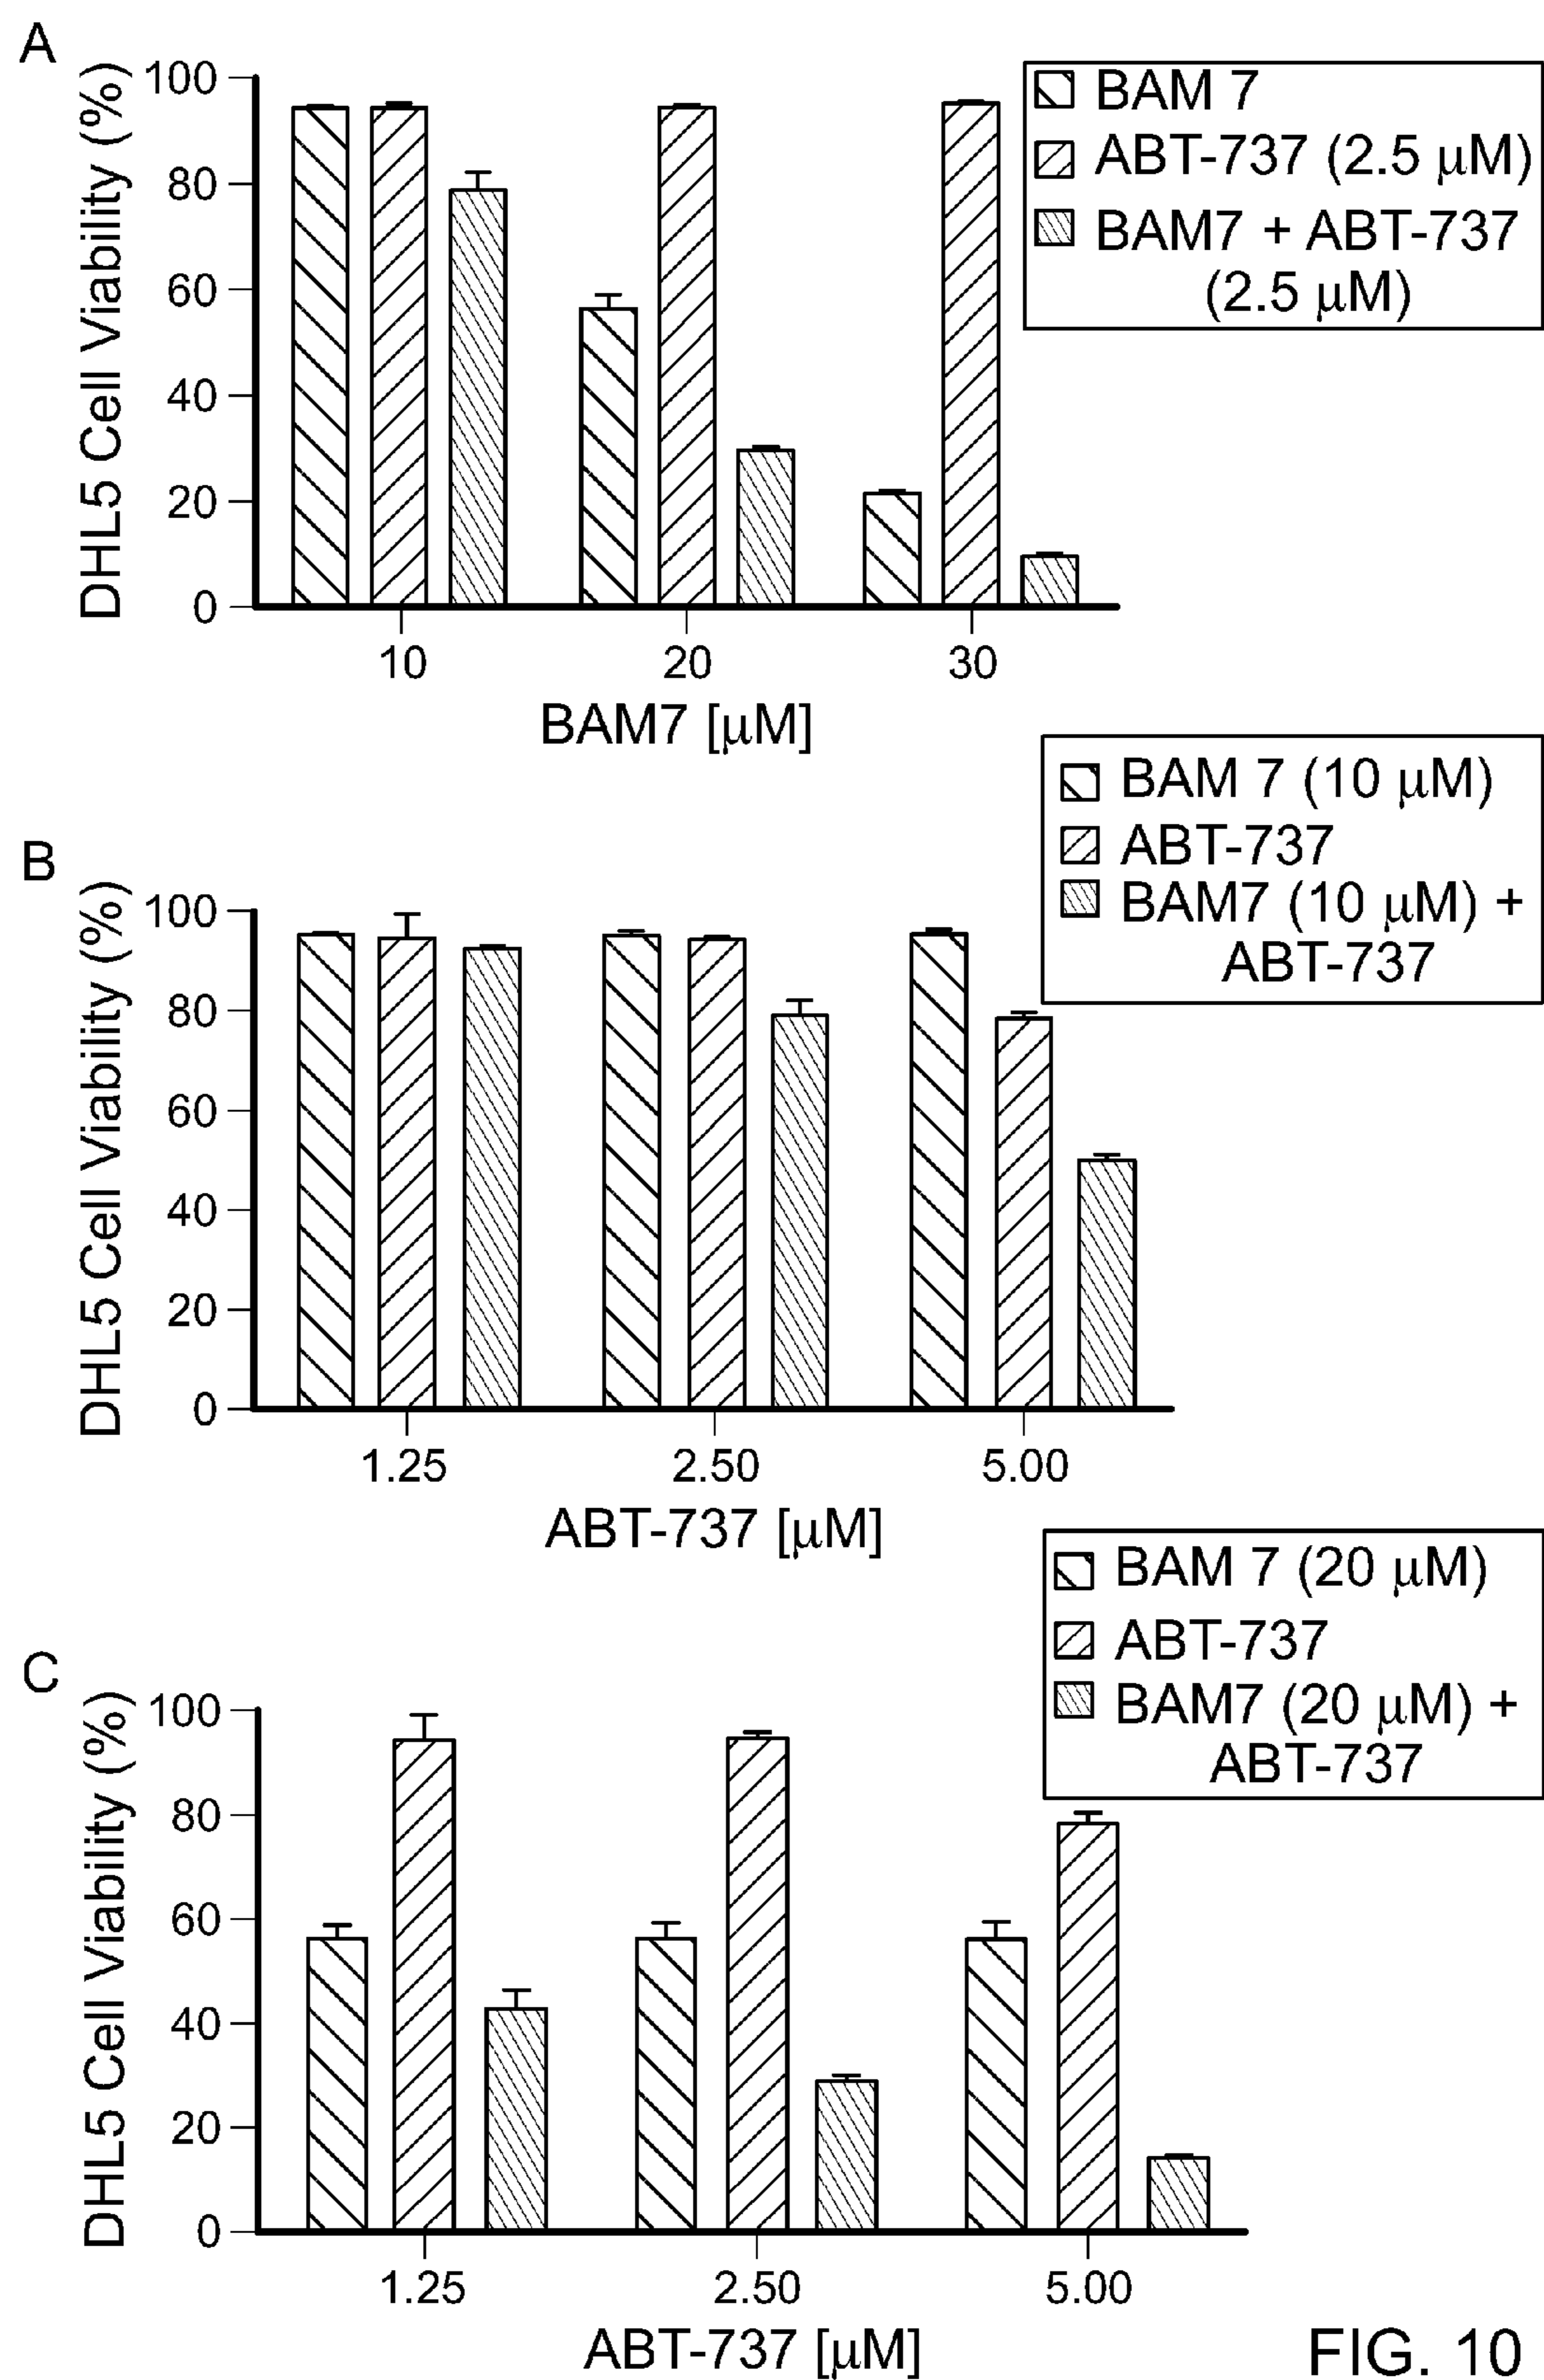 A
DHL5 Cell Viability (%)
100
80
60
40
20
0
10
20
30
BAM7 [μM]
BAM 7
ABT-737 (2.5 μM)
BAM7 + ABT-737
(2.5 μM)
B
DHL5 Cell Viability (%)
100
80
60
40
20
0
1.25
2.50
5.00
ABT-737 [μM]
BAM 7 (10 μM)
ABT-737
BAM7 (10 μM) +
ABT-737
C
DHL5 Cell Viability (%)
100
80
60
40
20
0
1.25
2.50
5.00
ABT-737 [μM]
BAM 7 (20 μM)
ABT-737
BAM7 (20 μM) +
ABT-737
FIG. 10